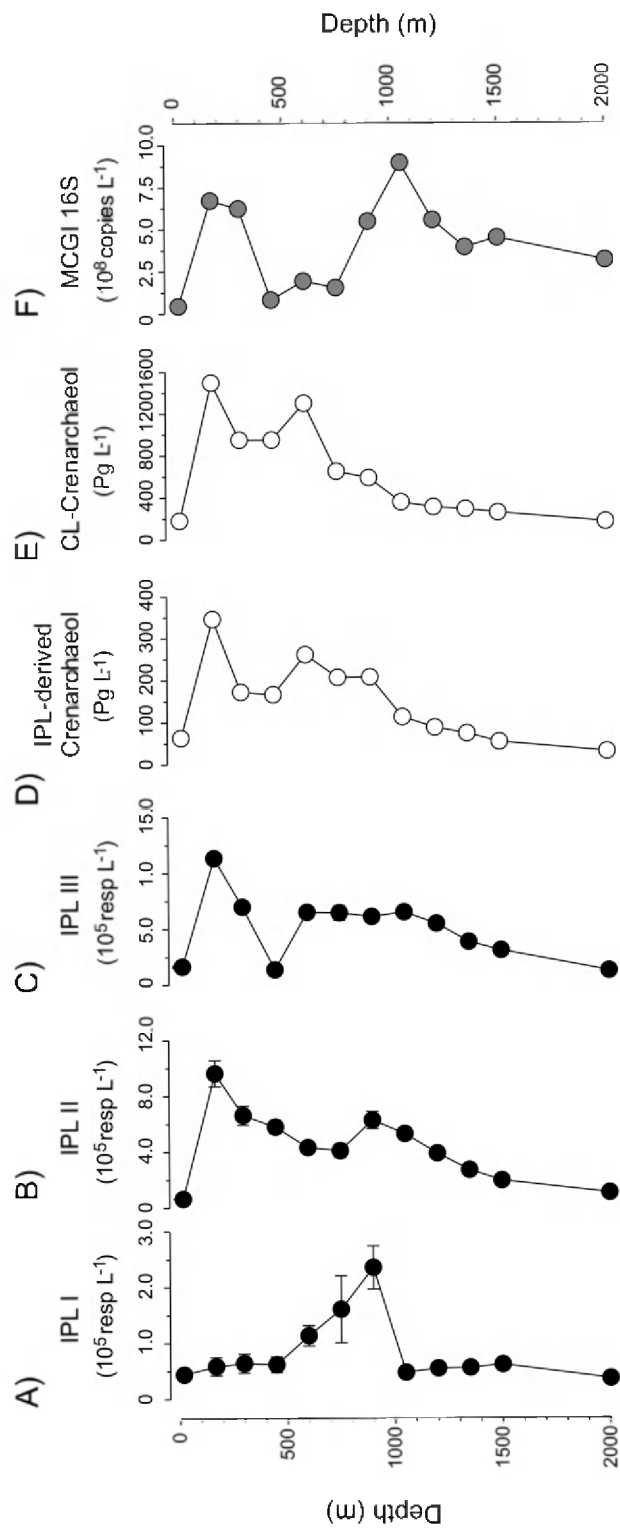 A)
IPL I
(10⁵resp L⁻¹)
0 1.0 2.0 3.0
B)
IPL II
(10⁵resp L⁻¹)
0 4.0 8.0 12.0
C)
IPL III
(10⁵resp L⁻¹)
0 5.0 1.0 15.0
D)
IPL-derived
Crenarchaeol
(Pg L⁻¹)
0 100 200 300 400
E)
CL-Crenarchaeol
(Pg L⁻¹)
0 400 800 1200 1600
F)
MCGI 16S
(10⁸copies L⁻¹)
0 2.5 5.0 7.5 10.0
Depth (m)
0
500
1000
1500
2000
Depth (m)
0
500
1000
1500
2000